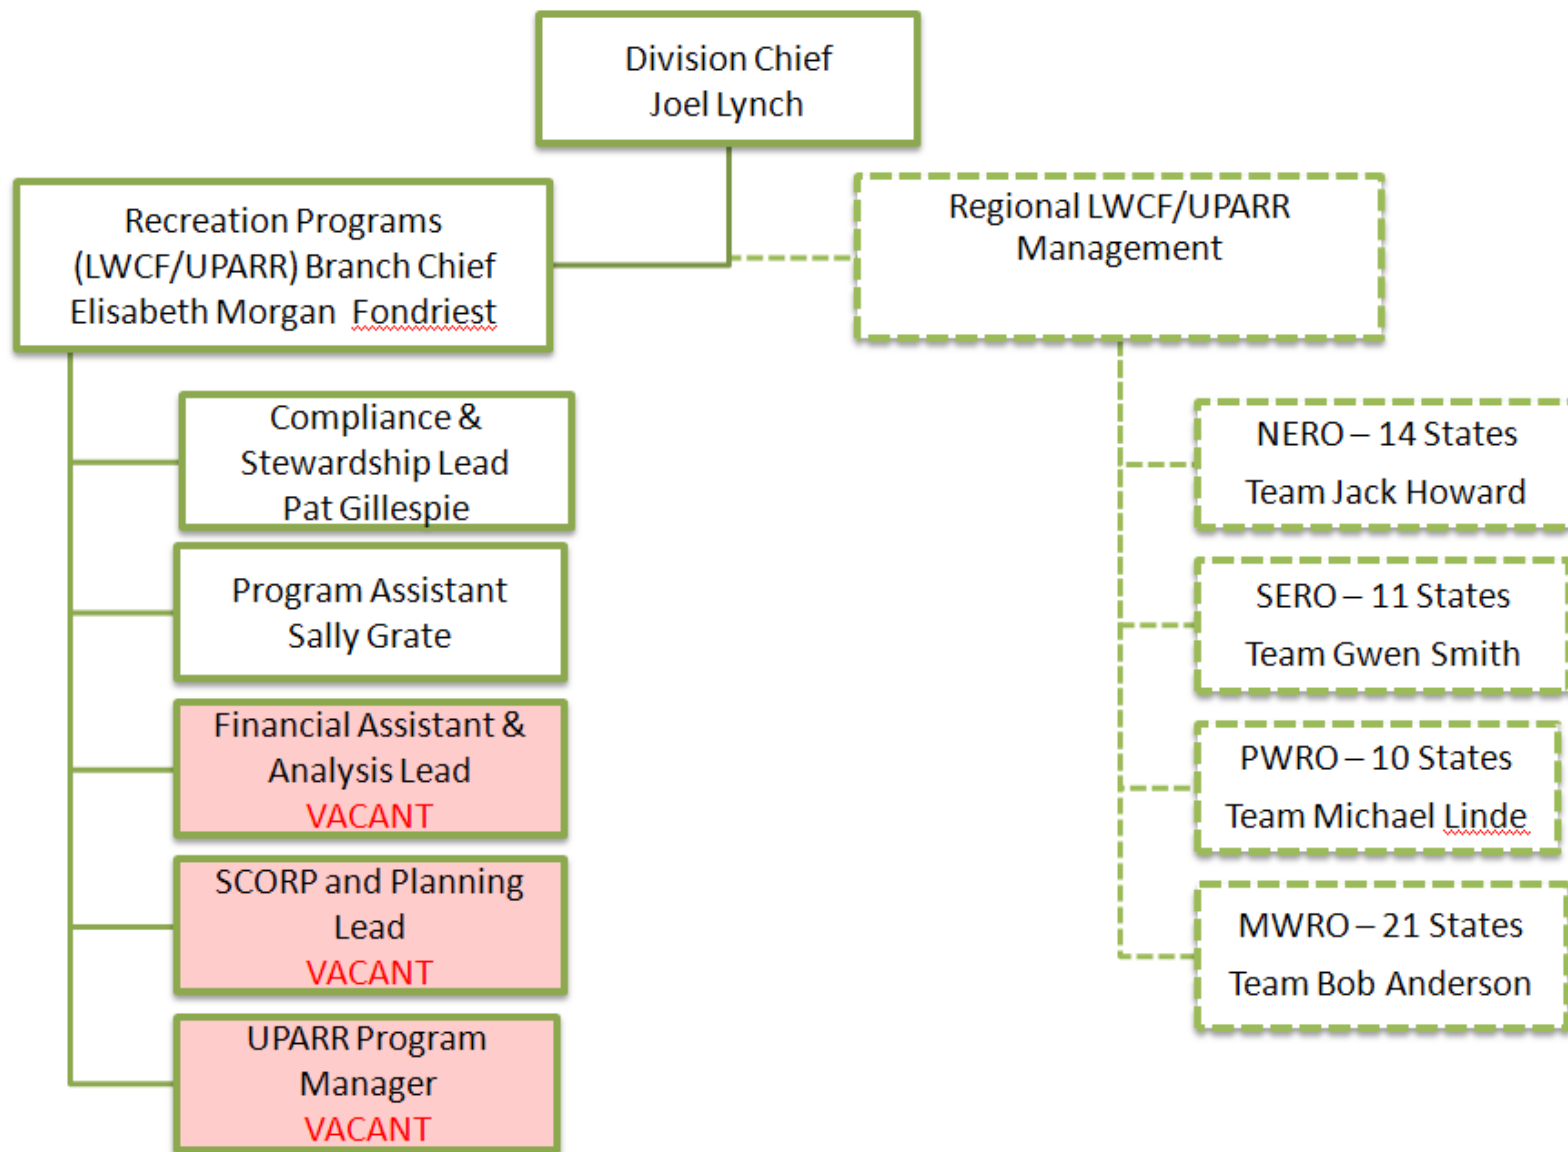 Division Chief
Joel Lynch
Recreation Programs
(LWCF/UPARR) Branch Chief
Elisabeth Morgan Fondriest
Regional LWCF/UPARR
Management
Compliance &
Stewardship Lead
Pat Gillespie
Program Assistant
Sally Grate
Financial Assistant &
Analysis Lead
VACANT
SCORP and Planning
Lead
VACANT
UPARR Program
Manager
VACANT
NERO – 14 States
Team Jack Howard
SERO – 11 States
Team Gwen Smith
PWRO – 10 States
Team Michael Linde
MWRO – 21 States
Team Bob Anderson